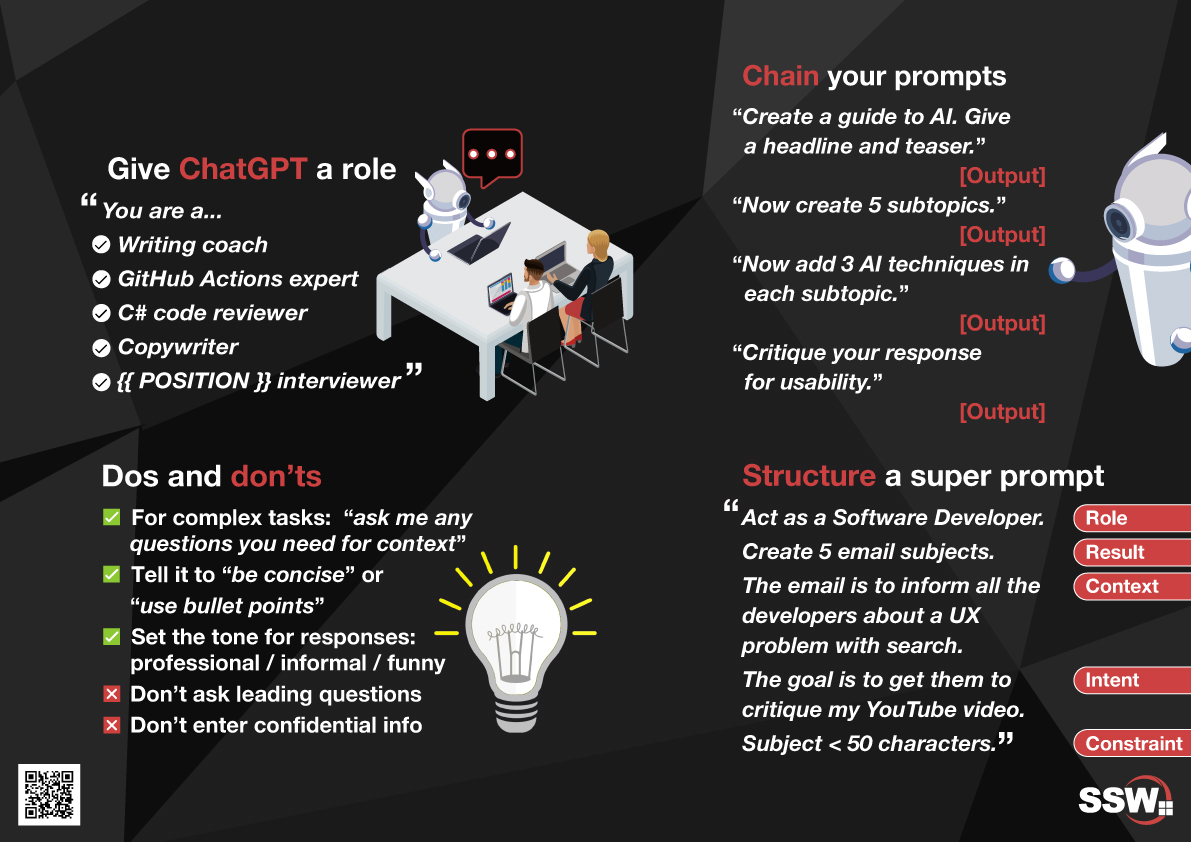 Give ChatGPT a role
“You are a...
Writing coach
GitHub Actions expert
C# code reviewer
Copywriter
{{ POSITION }} interviewer”
Dos and don’ts
For complex tasks: “ask me any
questions you need for context”
Tell it to “be concise” or
“use bullet points”
Set the tone for responses:
professional / informal / funny
Don’t ask leading questions
Don’t enter confidential info
Chain your prompts
“Create a guide to AI. Give
a headline and teaser.”
[Output]
“Now create 5 subtopics.”
[Output]
“Now add 3 AI techniques in
each subtopic.”
[Output]
“Critique your response
for usability.”
[Output]
Structure a super prompt
“Act as a Software Developer. Role
Create 5 email subjects. Result
The email is to inform all the Context
developers about a UX
problem with search.
The goal is to get them to Intent
critique my YouTube video.
Subject < 50 characters.” Constraint
SSW